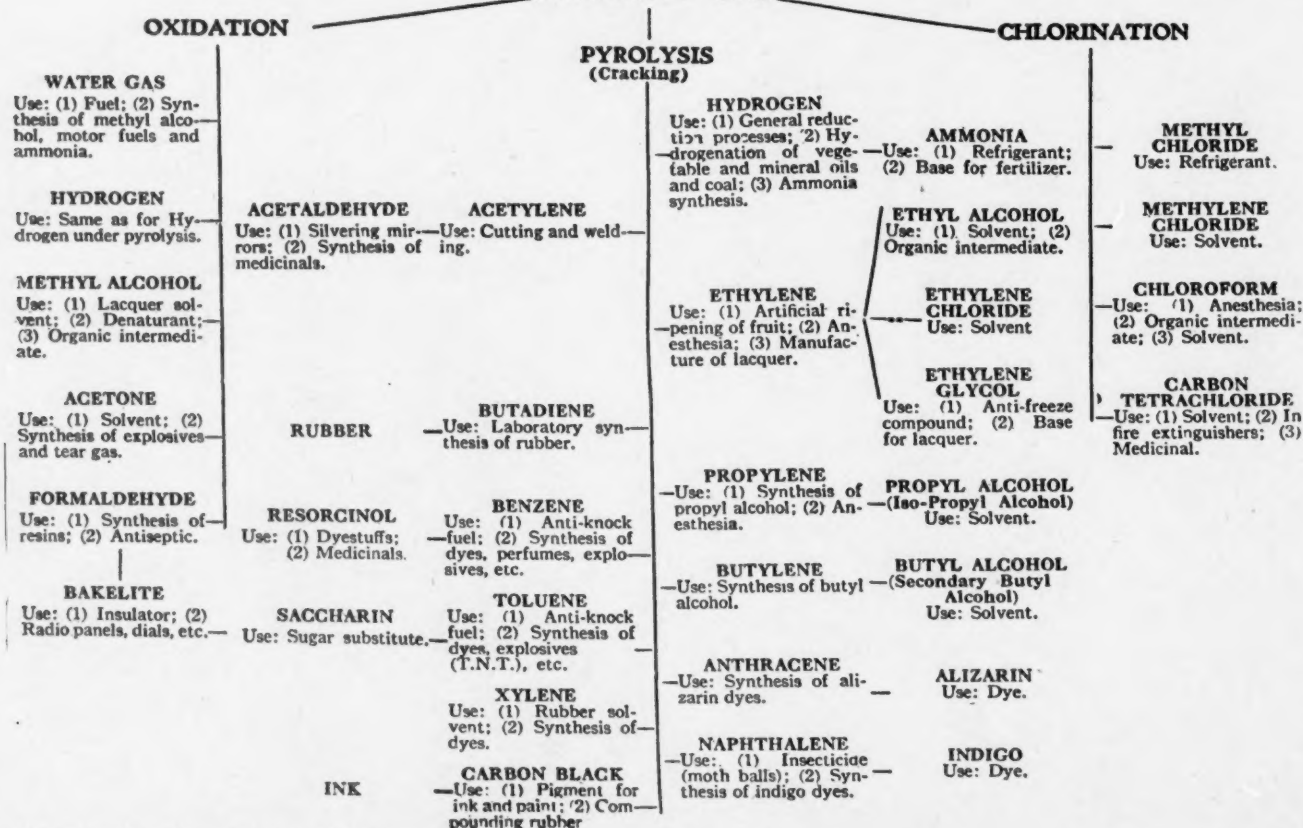 OXIDATION
PYROLYSIS
(Cracking)
CHLORINATION
WATER GAS
Use: (1) Fuel; (2) Syn-
thesis of methyl alco-
hol, motor fuels and
ammonia.
HYDROGEN
Use: Same as for Hy-
drogen under pyrolysis.
METHYL ALCOHOL
Use: (1) Lacquer sol-
vent; (2) Denaturant;
(3) Organic intermedi-
ate.
ACETONE
Use: (1) Solvent; (2)
Synthesis of explosives
and tear gas.
FORMALDEHYDE
Use: (1) Synthesis of
resins; (2) Antiseptic.
BAKELITE
Use: (1) Insulator; (2)
Radio panels, dials, etc.
ACETALDEHYDE
Use: (1) Silvering mir-
rors; (2) Synthesis of
medicinals.
RUBBER
RESORCINOL
Use: (1) Dyestuffs;
(2) Medicinals.
SACCHARIN
Use: Sugar substitute.
INK
ACETYLENE
Use: Cutting and weld-
ing.
BUTADIENE
Use: Laboratory syn-
thesis of rubber.
BENZENE
Use: (1) Anti-knock
fuel; (2) Synthesis of
dyes, perfumes, explo-
sives, etc.
TOLUENE
Use: (1) Anti-knock
fuel; (2) Synthesis of
dyes, explosives
(T.N.T.), etc.
XYLENE
Use: (1) Rubber sol-
vent; (2) Synthesis of
dyes.
CARBON BLACK
Use: (1) Pigment for
ink and paint; (2) Com-
pounding rubber
HYDROGEN
Use: (1) General reduc-
tion processes; (2) Hy-
drogenation of vege-
table and mineral oils
and coal; (3) Ammonia
synthesis.
ETHYLENE
Use: (1) Artificial ri-
pening of fruit; (2) An-
esthesia; (3) Manufac-
ture of lacquer.
PROPYLENE
Use: (1) Synthesis of
propyl alcohol; (2) An-
esthesia.
BUTYLENE
Use: Synthesis of butyl
alcohol.
ANTHRACENE
Use: Synthesis of ali-
zarin dyes.
NAPHTHALENE
Use: (1) Insecticide
(moth balls); (2) Syn-
thesis of indigo dyes.
AMMONIA
Use: (1) Refrigerant;
(2) Base for fertilizer.
ETHYL ALCOHOL
Use: (1) Solvent; (2)
Organic intermediate.
ETHYLENE
CHLORIDE
Use: Solvent
ETHYLENE
GLYCOL
Use: (1) Anti-freeze
compound; (2) Base
for lacquer.
PROPYL ALCOHOL
(Iso-Propyl Alcohol)
Use: Solvent.
BUTYL ALCOHOL
(Secondary Butyl
Alcohol)
Use: Solvent.
ALIZARIN
Use: Dye.
INDIGO
Use: Dye.
METHYL
CHLORIDE
Use: Refrigerant.
METHYLENE
CHLORIDE
Use: Solvent.
CHLOROFORM
Use: (1) Anesthesia;
(2) Organic intermedi-
ate; (3) Solvent.
CARBON
TETRACHLORIDE
Use: (1) Solvent; (2) In
fire extinguishers; (3)
Medicinal.